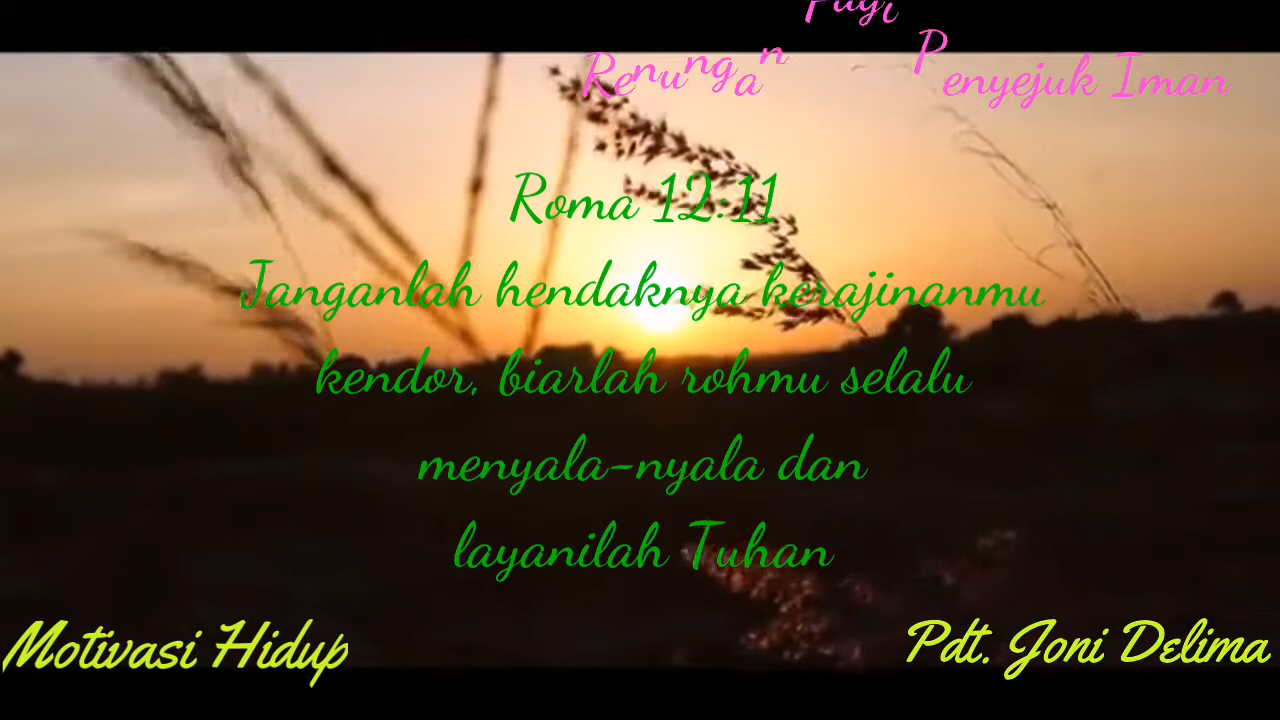 Renungan Pagi Penyejuk Iman
Roma 12:11
Janganlah hendaknya kerajinanmu
kendor, biarlah rohmu selalu
menyala-nyala dan
layanilah Tuhan
Motivasi Hidup
Pdt. Joni Delima